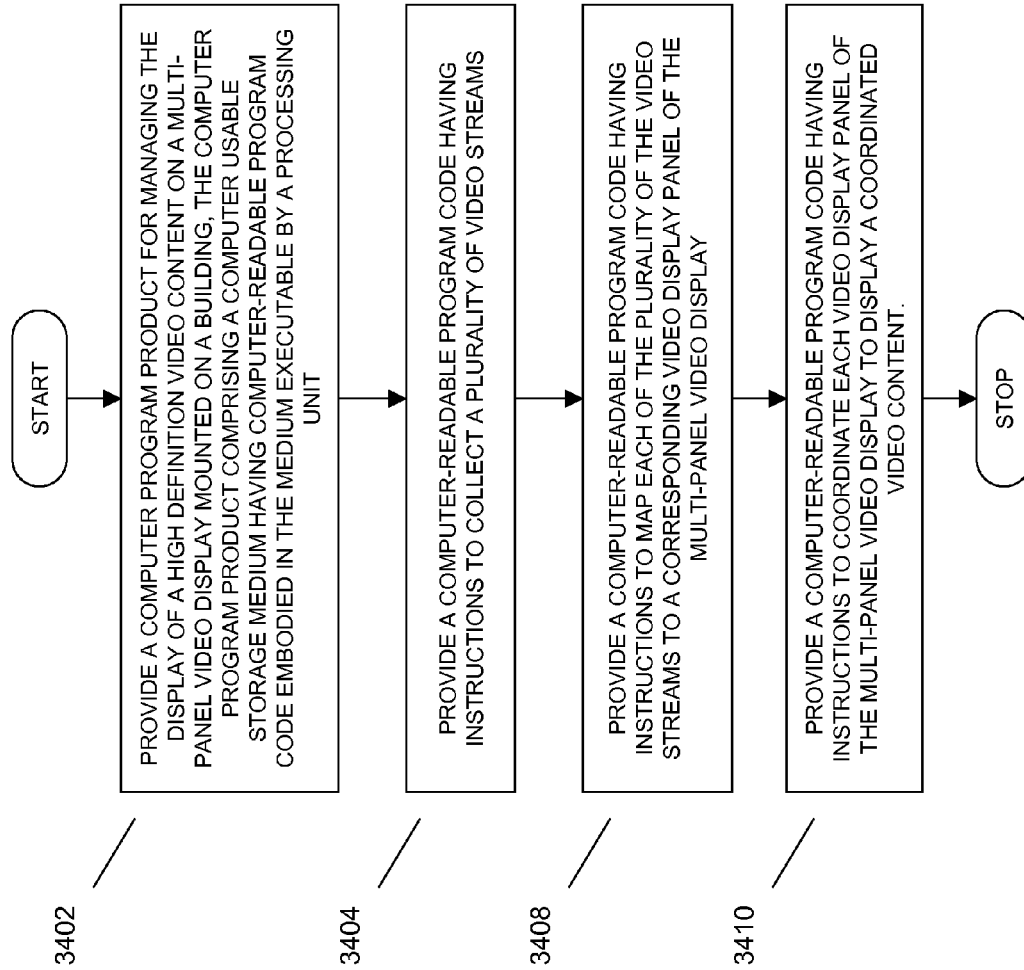 START
3402
PROVIDE A COMPUTER PROGRAM PRODUCT FOR MANAGING THE
DISPLAY OF A HIGH DEFINITION VIDEO CONTENT ON A MULTI-
PANEL VIDEO DISPLAY MOUNTED ON A BUILDING, THE COMPUTER
PROGRAM PRODUCT COMPRISING A COMPUTER USABLE
STORAGE MEDIUM HAVING COMPUTER-READABLE PROGRAM
CODE EMBODIED IN THE MEDIUM EXECUTABLE BY A PROCESSING
UNIT
3404
PROVIDE A COMPUTER-READABLE PROGRAM CODE HAVING
INSTRUCTIONS TO COLLECT A PLURALITY OF VIDEO STREAMS
3408
PROVIDE A COMPUTER-READABLE PROGRAM CODE HAVING
INSTRUCTIONS TO MAP EACH OF THE PLURALITY OF THE VIDEO
STREAMS TO A CORRESPONDING VIDEO DISPLAY PANEL OF THE
MULTI-PANEL VIDEO DISPLAY
3410
PROVIDE A COMPUTER-READABLE PROGRAM CODE HAVING
INSTRUCTIONS TO COORDINATE EACH VIDEO DISPLAY PANEL OF
THE MULTI-PANEL VIDEO DISPLAY TO DISPLAY A COORDINATED
VIDEO CONTENT.
STOP